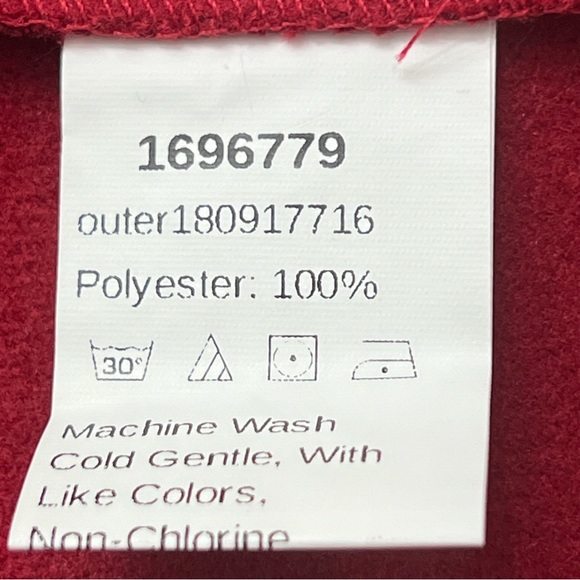 1696779
outer180917716
Polyester: 100%
30°
Machine Wash
Cold Gentle, With
Like Colors,
Non-Chlorine